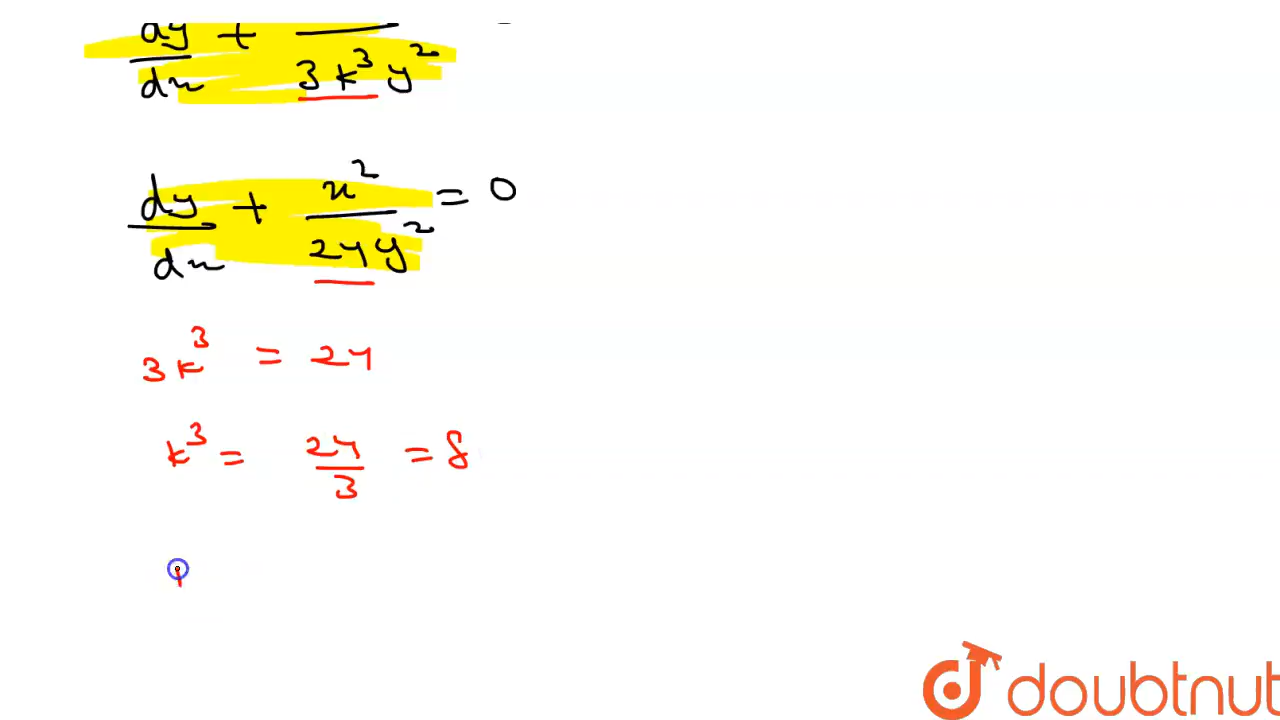 dy/dx + —/3k³y²
dy/dx + x²/24y² = 0
3k³ = 24
k³ = 24/3 = 8
doubtnut